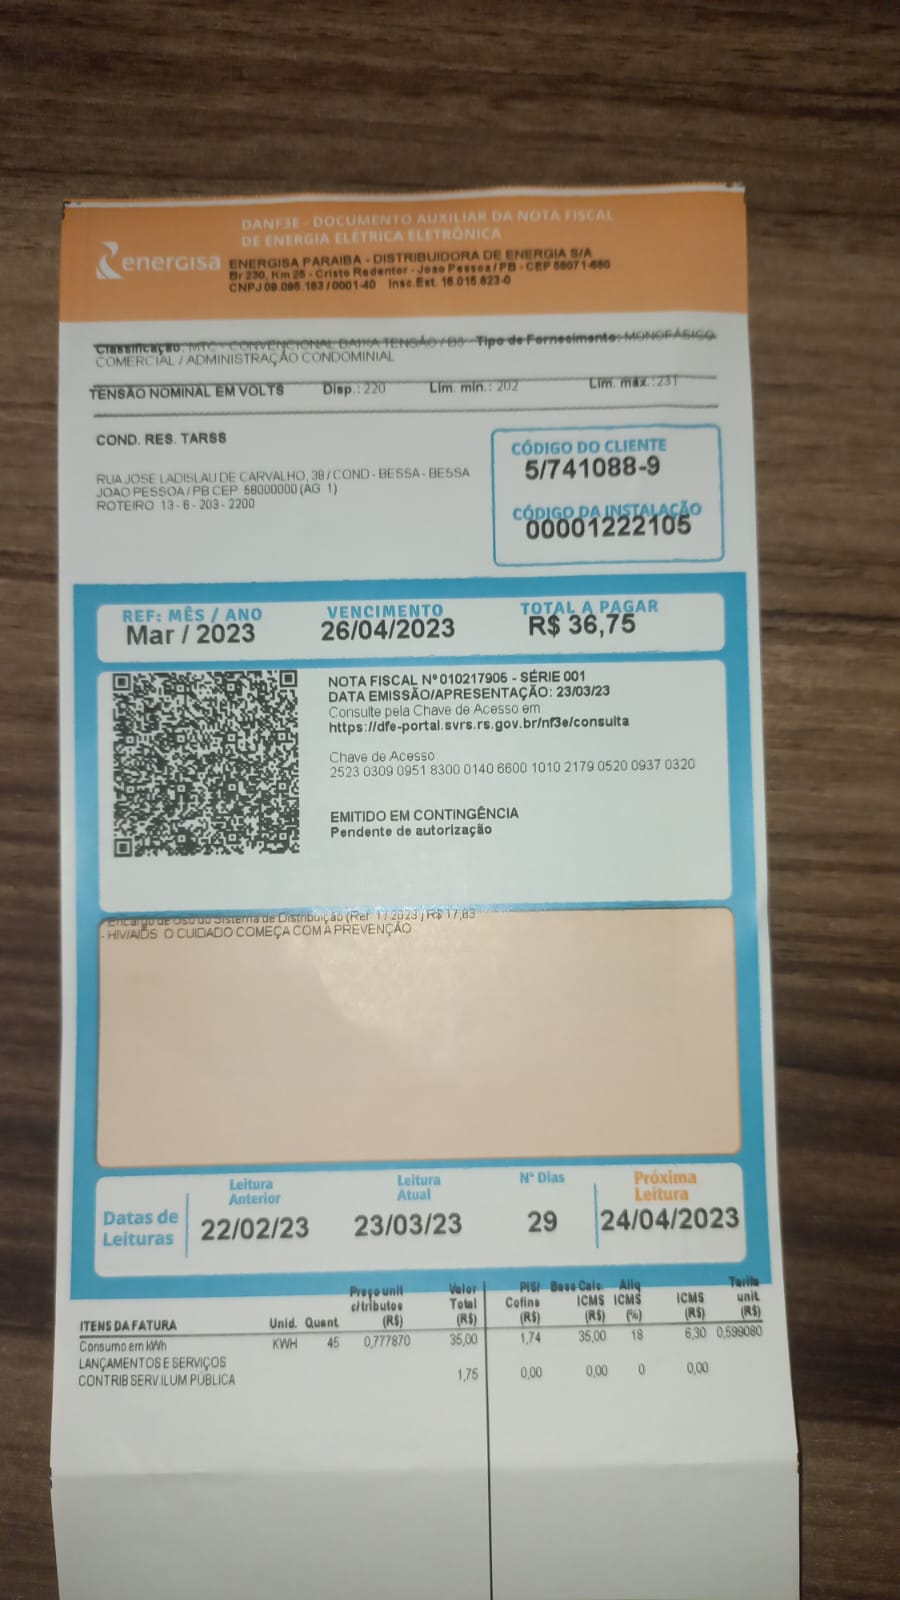 DANF3E - DOCUMENTO AUXILIAR DA NOTA FISCAL
DE ENERGIA ELÉTRICA ELETRÔNICA
energisa
ENERGISA PARAIBA - DISTRIBUIDORA DE ENERGIA S/A
Br 230, Km 25 - Cristo Redentor - Joao Pessoa / PB - CEP 58071-680
CNPJ 09.095.183 / 0001-40 Insc.Est. 16.015.823-0
Classificação: MTC - CONVENCIONAL BAIXA TENSÃO / B3 Tipo de Fornecimento: MONOFÁSICO
COMERCIAL / ADMINISTRAÇÃO CONDOMINIAL
TENSÃO NOMINAL EM VOLTS Disp.: 220 Lim. min.: 202 Lim. máx.: 231
COND. RES. TARSS
RUA JOSE LADISLAU DE CARVALHO, 38 / COND - BESSA - BESSA
JOAO PESSOA / PB CEP 58000000 (AG 1)
ROTEIRO 13 - 6 - 203 - 2200
CÓDIGO DO CLIENTE
5/741088-9
CÓDIGO DA INSTALAÇÃO
00001222105
REF: MÊS / ANO VENCIMENTO TOTAL A PAGAR
Mar / 2023 26/04/2023 R$ 36,75
NOTA FISCAL Nº 010217905 - SÉRIE 001
DATA EMISSÃO/APRESENTAÇÃO: 23/03/23
Consulte pela Chave de Acesso em
https://dfe-portal.svrs.rs.gov.br/nf3e/consulta
Chave de Acesso
2523 0309 0951 8300 0140 6600 1010 2179 0520 0937 0320
EMITIDO EM CONTINGÊNCIA
Pendente de autorização
Encargo de Uso do Sistema de Distribuição (Ref 1 / 2023 ) R$ 17,83
- HIV/AIDS O CUIDADO COMEÇA COM A PREVENÇÃO
Datas de Leituras
Leitura Anterior Leitura Atual Nº Dias Próxima Leitura
22/02/23 23/03/23 29 24/04/2023
ITENS DA FATURA Unid. Quant Preço unit c/tributos (R$) Valor Total (R$) PIS/ Cofins (R$) Base Calc. ICMS (R$) Aliq ICMS (%) ICMS (R$) Tarifa unit (R$)
Consumo em kWh KWH 45 0,777870 35,00 1,74 35,00 18 6,30 0,599080
LANÇAMENTOS E SERVIÇOS
CONTRIB SERV ILUM PÚBLICA 1,75 0,00 0,00 0 0,00